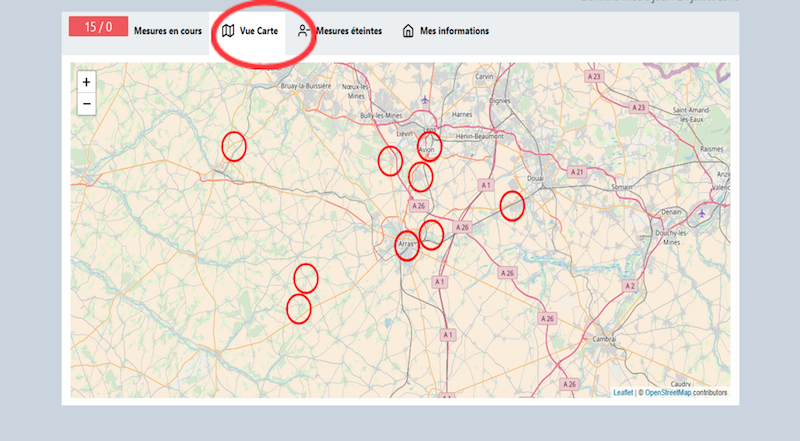 15 / 0
Mesures en cours
Vue Carte
Mesures éteintes
Mes informations
+
−
Carvin
A 23
Bruay-la-Buissière
Nœux-les-
Mines
Oignies
A 23
Saint-Amand-
les-Eaux
Bully-les-Mines
Harnes
Liévin
Lens
Hénin-Beaumont
Avion
Raismes
Douai
A 21
A 1
Somain
A 26
Denain
A 26
Douchy-les-
Mines
Arras
A 26
A 1
A 2
A 26
A 1
Cambrai
A 26
Caudry
Leaflet | © OpenStreetMap contributors